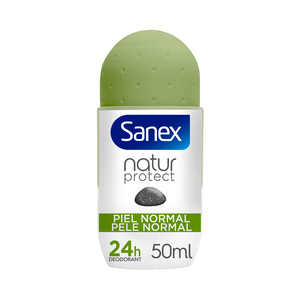 Sanex
natur
protect
PIEL NORMAL
PELE NORMAL
24h
DEODORANT
50ml